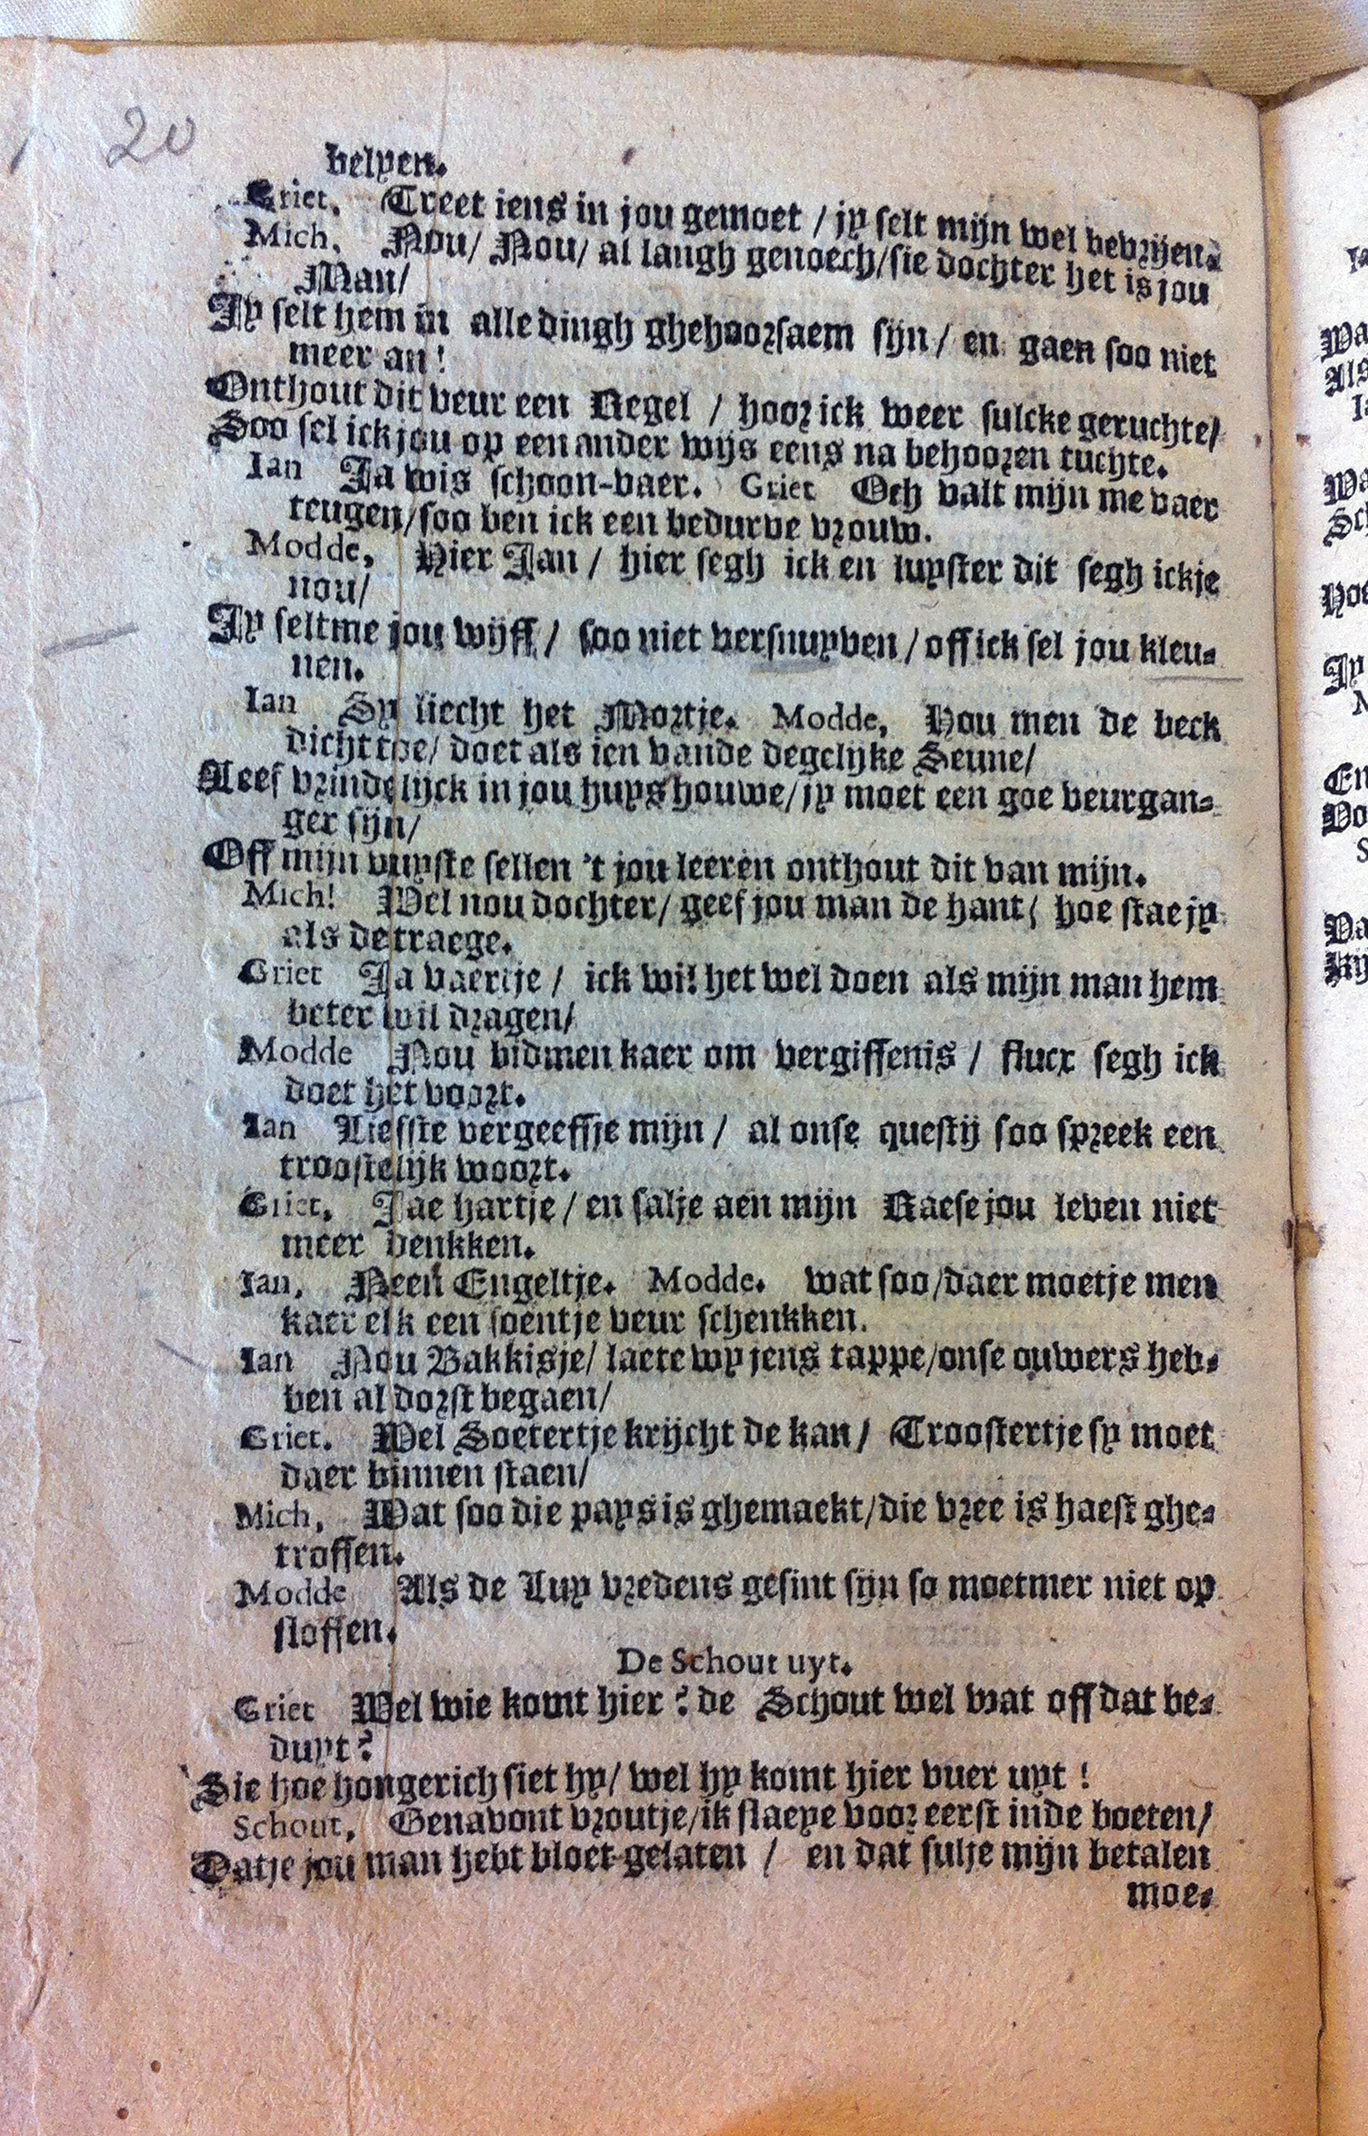 20
helpen.
Griet. Treet iens in jou gemoet / jy selt mijn wel bevrijen.
Mich. Nou/ Nou/ al langh genoech/sie dochter het is jou
Man/
Jy selt hem in alle dingh ghehoorsaem sijn/ en gaen soo niet
meer an!
Onthout dit veur een Regel / hoor ick weer sulcke geruchte/
Soo sel ick jou op een ander wijs eens na behooren tuchte.
Ian Ja wis schoon-vaer. Griet Och valt mijn me vaer
teugen/soo ben ick een bedurve vrouw.
Modde, Hier Jan / hier segh ick en luyster dit segh ickje
nou/
Jy selt me jou wijff/ soo niet versnuyven/off ick sel jou kleu-
nen.
Ian Sy liecht het Mortje. Modde, Hou men de beck
dicht toe/ doet als ien vande degelijke Seune/
Leef vrindelijck in jou huys houwe/jy moet een goe veurgan-
ger sijn/
Off mijn vuyste sellen 't jou leeren onthout dit van mijn.
Mich! Wel nou dochter/ geef jou man de hant/ hoe stae jy
als de traege.
Griet Ja vaertje / ick wil het wel doen als mijn man hem
beter wil dragen/
Modde Nou bidmen kaer om vergiffenis / flucx segh ick
doet het voort.
Ian Liefste vergeeffje mijn / al onse questij soo spreek een
troostelijk woort.
Griet. Jae hartje / en salje aen mijn Raese jou leven niet
meer denkken.
Ian. Neen Engeltje. Modde. wat soo/daer moetje men
kaer elk een soentje veur schenkken.
Ian Nou Bakkisje/ laete wy jens tappe/onse ouwers heb-
ben al dorst begaen/
Griet. Wel Soetertje krijcht de kan/ Troostertje sy moet
daer binnen staen/
Mich, Wat soo die pays is ghemaekt/die vree is haest ghe-
troffen.
Modde Als de Luy vredens gesint sijn so moetmer niet op
sloffen.
De Schout uyt.
Griet Wel wie komt hier? de Schout wel wat off dat be-
duyt?
Sie hoe hongerich siet hy/ wel hy komt hier vuer uyt!
Schout, Genavont vroutje/ik slaepe voor eerst inde boeten/
Datje jou man hebt bloet-gelaten / en dat sulje mijn betalen
moe-